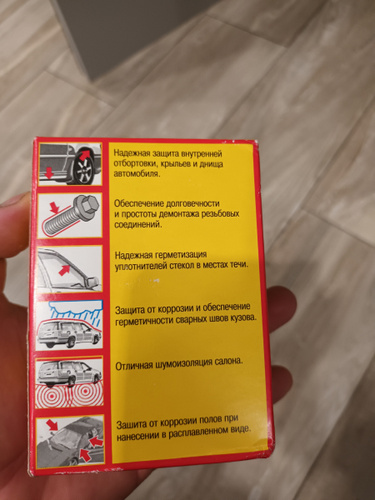 Надежная защита внутренней
отбортовки, крыльев и днища
автомобиля.
Обеспечение долговечности
и простоты демонтажа резьбовых
соединений.
Надежная герметизация
уплотнителей стекол в местах течи.
Защита от коррозии и обеспечение
герметичности сварных швов кузова.
Отличная шумоизоляция салона.
Защита от коррозии полов при
нанесении в расплавленном виде.